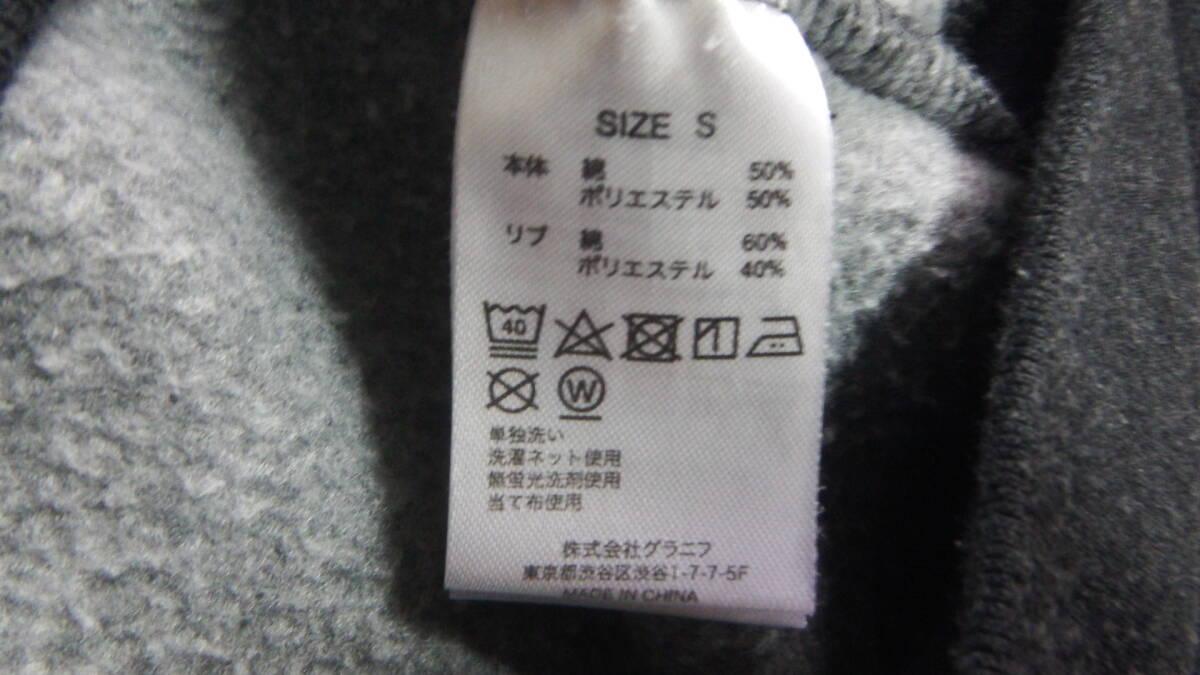 SIZE S
本体 綿 50%
ポリエステル 50%
リブ 綿 60%
ポリエステル 40%
40
W
単独洗い
洗濯ネット使用
無蛍光洗剤使用
当て布使用
株式会社グラニフ
東京都渋谷区渋谷1-7-7-5F
MADE IN CHINA